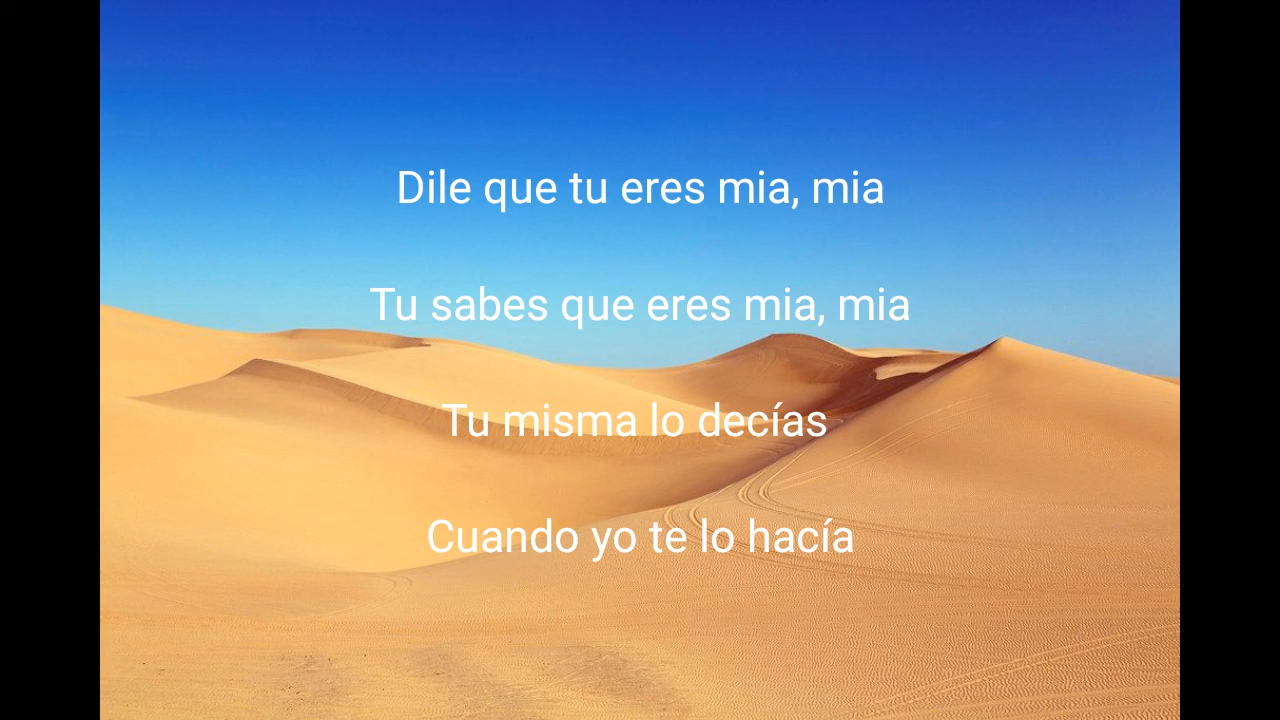 Dile que tu eres mia, mia
Tu sabes que eres mia, mia
Tu misma lo decías
Cuando yo te lo hacía